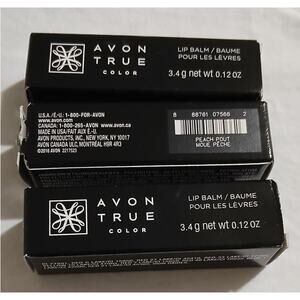 AVON
TRUE
COLOR
LIP BALM / BAUME
POUR LES LÈVRES
3.4 g net wt 0.12 OZ
U.S.A./É.-U.: 1-800-FOR-AVON
www.avon.com
CANADA: 1-800-265-AVON www.avon.ca
MADE IN USA/FAIT AUX É.-U.
AVON PRODUCTS, INC., NEW YORK, NY 10017
AVON CANADA ULC, MONTRÉAL H9R 4R3
©2016 AVON 2217523
8 88761 07566 2
PEACH POUT
MOUE PÊCHE
AVON
TRUE
COLOR
LIP BALM / BAUME
POUR LES LÈVRES
3.4 g net wt 0.12 OZ